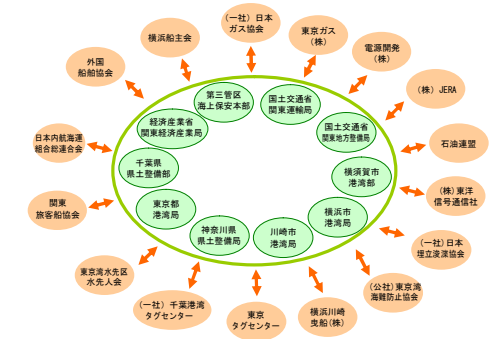 (一社)日本
ガス協会
東京ガス
(株)
電源開発
(株)
(株) JERA
石油連盟
(株)東洋
信号通信社
(一社)日本
埋立浚渫協会
(公社)東京湾
海難防止協会
横浜川崎
曳船(株)
東京
タグセンター
(一社) 千葉港湾
タグセンター
東京湾水先区
水先人会
関東
旅客船協会
日本内航海運
組合総連合会
外国
船舶協会
横浜船主会
第三管区
海上保安本部
国土交通省
関東運輸局
国土交通省
関東地方整備局
横須賀市
港湾部
横浜市
港湾局
川崎市
港湾局
神奈川県
県土整備局
東京都
港湾局
千葉県
県土整備部
経済産業省
関東経済産業局